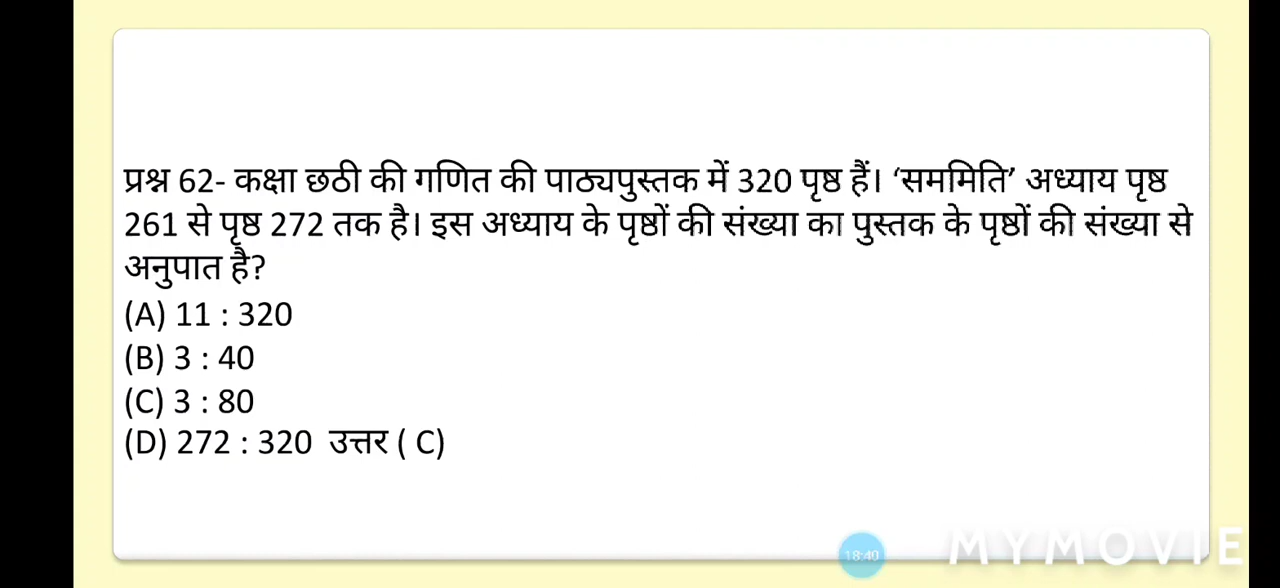 प्रश्न 62- कक्षा छठी की गणित की पाठ्यपुस्तक में 320 पृष्ठ हैं। ‘सममिति’ अध्याय पृष्ठ
261 से पृष्ठ 272 तक है। इस अध्याय के पृष्ठों की संख्या का पुस्तक के पृष्ठों की संख्या से
अनुपात है?
(A) 11 : 320
(B) 3 : 40
(C) 3 : 80
(D) 272 : 320 उत्तर ( C)
18:40
MYMOVIE